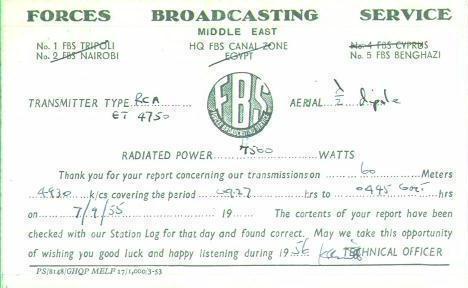 FORCES BROADCASTING SERVICE
MIDDLE EAST
No. 1 FBS TRIPOLI HQ FBS CANAL ZONE No 4 FBS CYPRUS
No. 2 FBS NAIROBI EGYPT No. 5 FBS BENGHAZI
TRANSMITTER TYPE RCA AERIAL λ/2 dipole
ET 4750
FBS
FORCES BROADCASTING SERVICE
RADIATED POWER 7500 WATTS
Thank you for your report concerning our transmissions on 60 Meters
4930 k/cs covering the period 0427 hrs to 0445 GMT hrs
on 7/9/55 19 The contents of your report have been
checked with our Station Log for that day and found correct. May we take this opportunity
of wishing you good luck and happy listening during 1956 TECHNICAL OFFICER
PS/8148/GHQP MELF 17/1,000/3-53